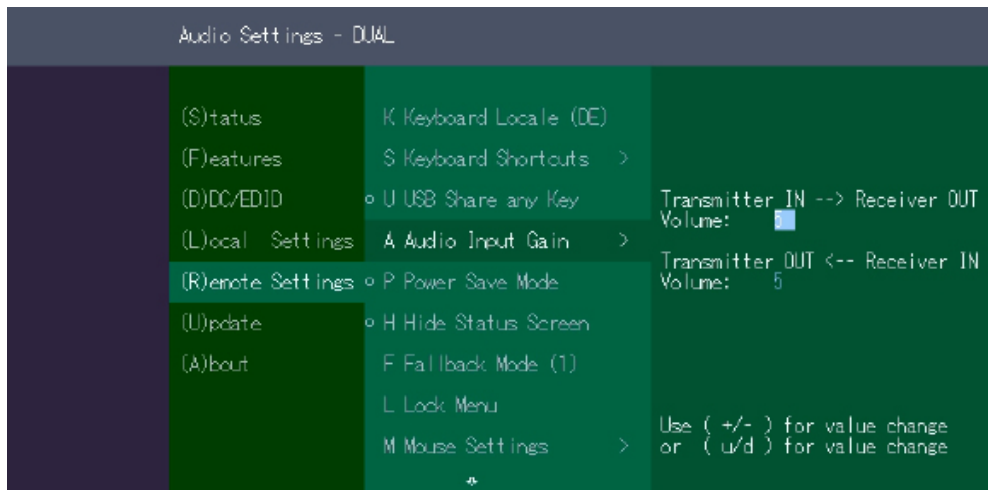 Audio Settings - DUAL
(S)tatus
(F)eatures
(D)DC/EDID
(L)ocal Settings
(R)emote Settings
(U)pdate
(A)bout
K Keyboard Locale (DE)
S Keyboard Shortcuts >
U USB Share any Key
A Audio Input Gain >
P Power Save Mode
H Hide Status Screen
F Fallback Mode (1)
L Lock Menu
M Mouse Settings >
Transmitter IN --> Receiver OUT
Volume: 5
Transmitter OUT <-- Receiver IN
Volume: 5
Use ( +/- ) for value change
or ( u/d ) for value change